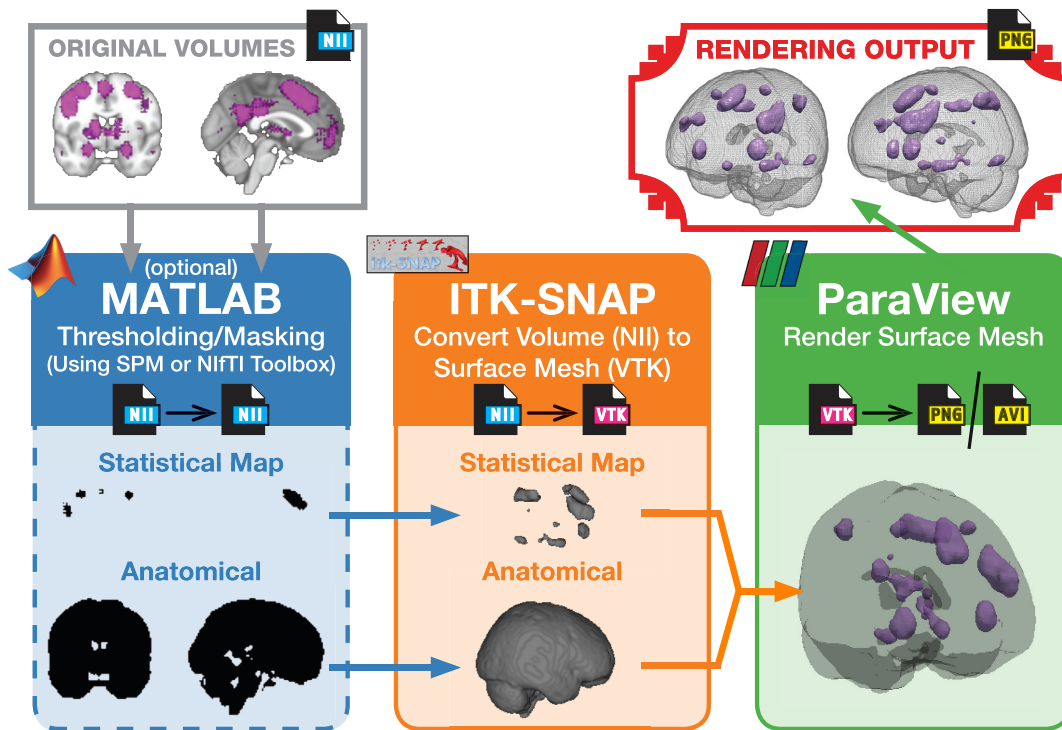 ORIGINAL VOLUMES
NII
RENDERING OUTPUT
PNG
(optional)
MATLAB
Thresholding/Masking
(Using SPM or NIfTI Toolbox)
NII
NII
Statistical Map
Anatomical
itk-SNAP
ITK-SNAP
Convert Volume (NII) to
Surface Mesh (VTK)
NII
VTK
Statistical Map
Anatomical
ParaView
Render Surface Mesh
VTK
PNG
AVI